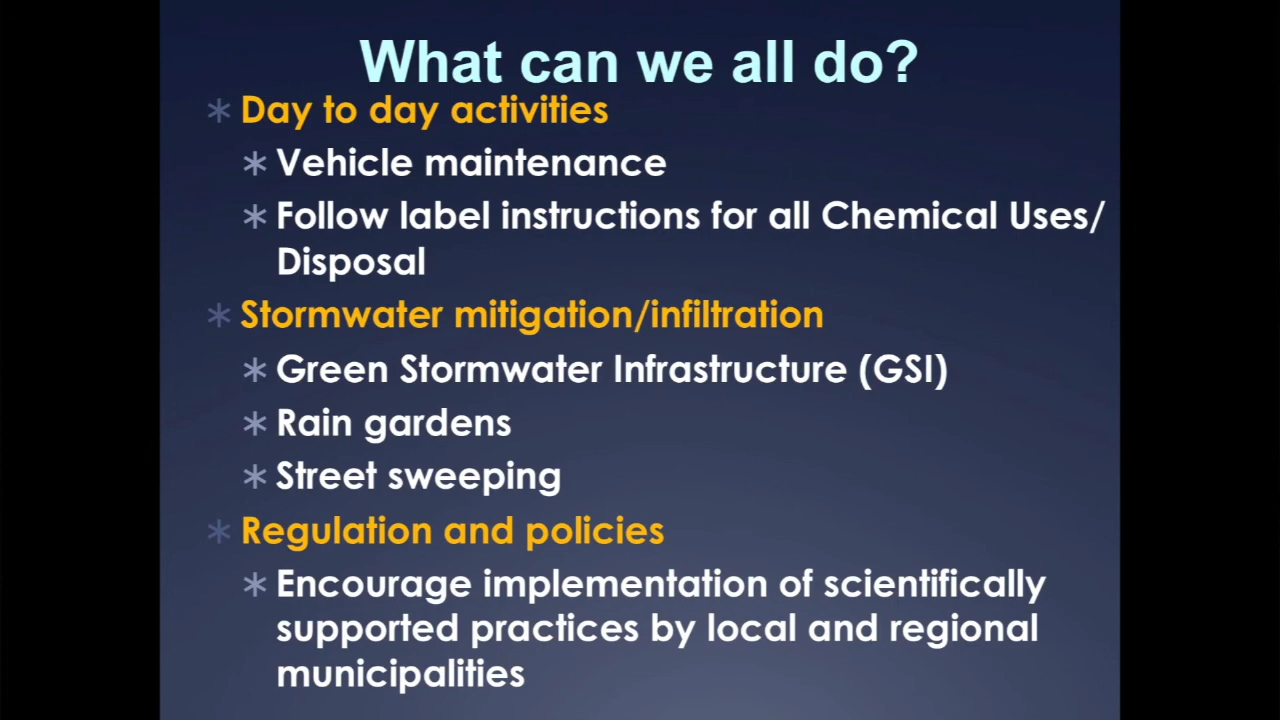 What can we all do?
Day to day activities
Vehicle maintenance
Follow label instructions for all Chemical Uses/
Disposal
Stormwater mitigation/infiltration
Green Stormwater Infrastructure (GSI)
Rain gardens
Street sweeping
Regulation and policies
Encourage implementation of scientifically
supported practices by local and regional
municipalities